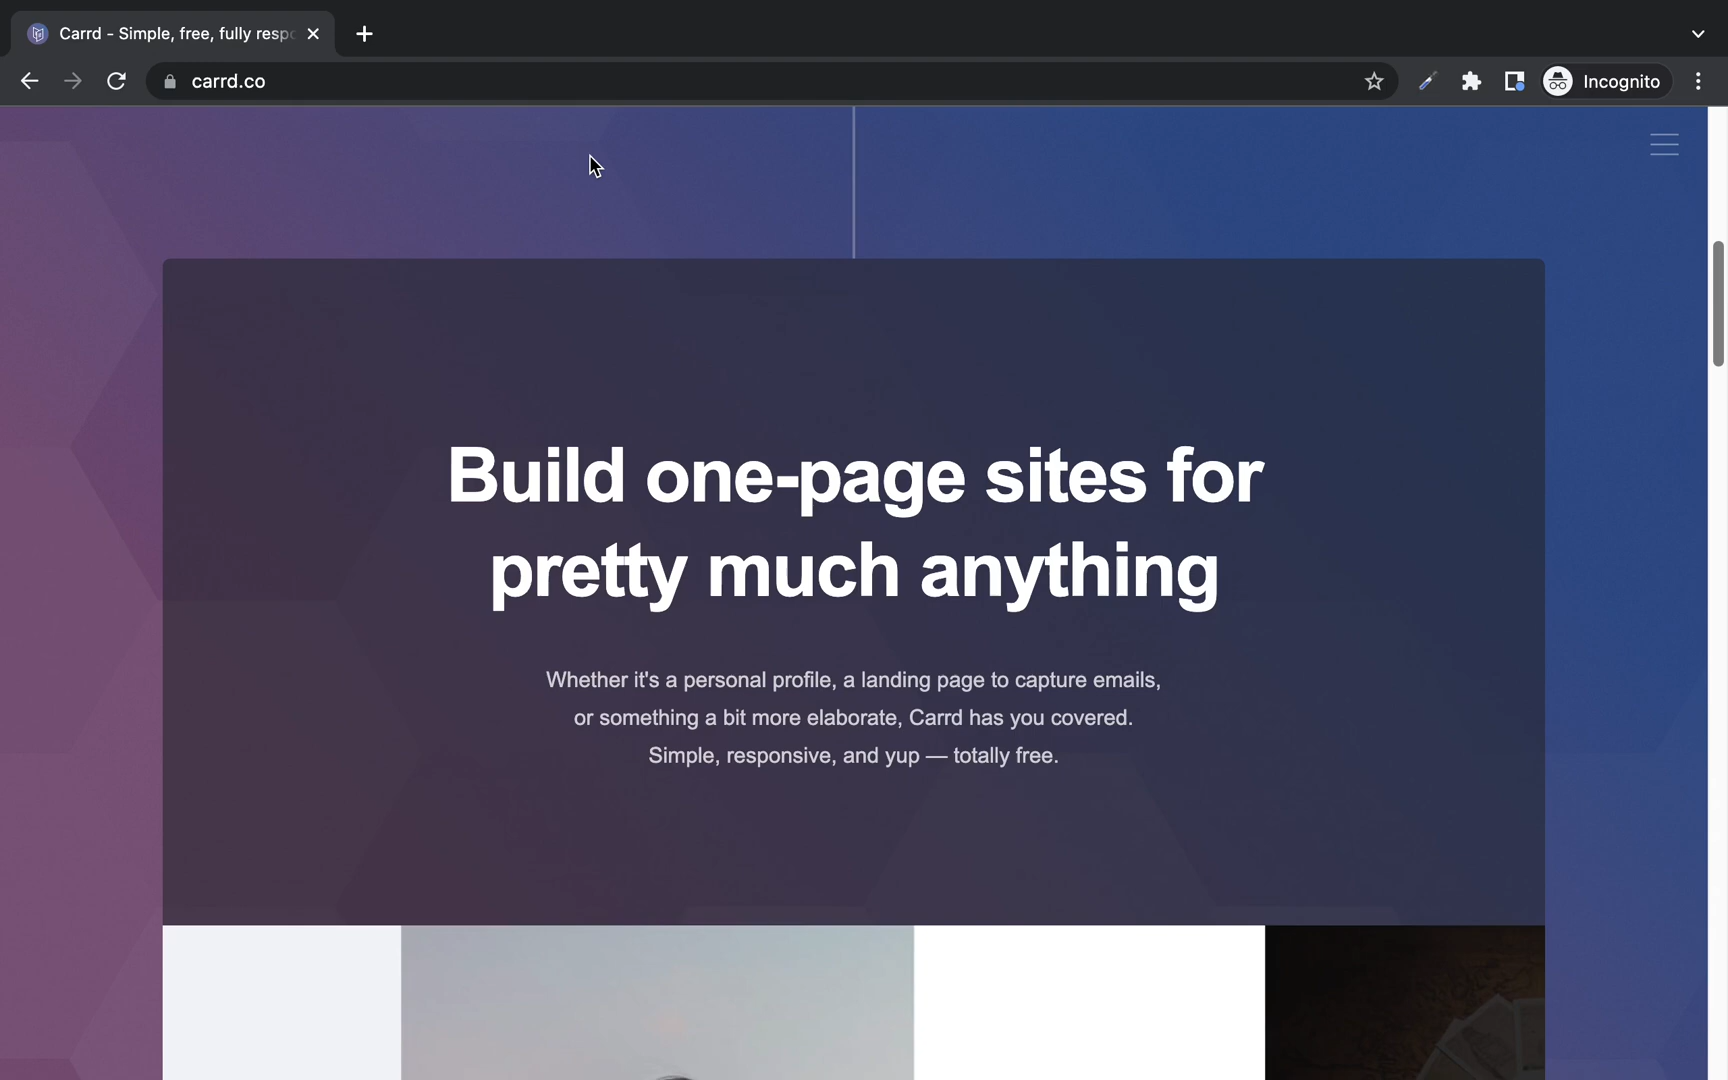 Carrd - Simple, free, fully resp
carrd.co
Incognito
Build one-page sites for
pretty much anything
Whether it's a personal profile, a landing page to capture emails,
or something a bit more elaborate, Carrd has you covered.
Simple, responsive, and yup — totally free.